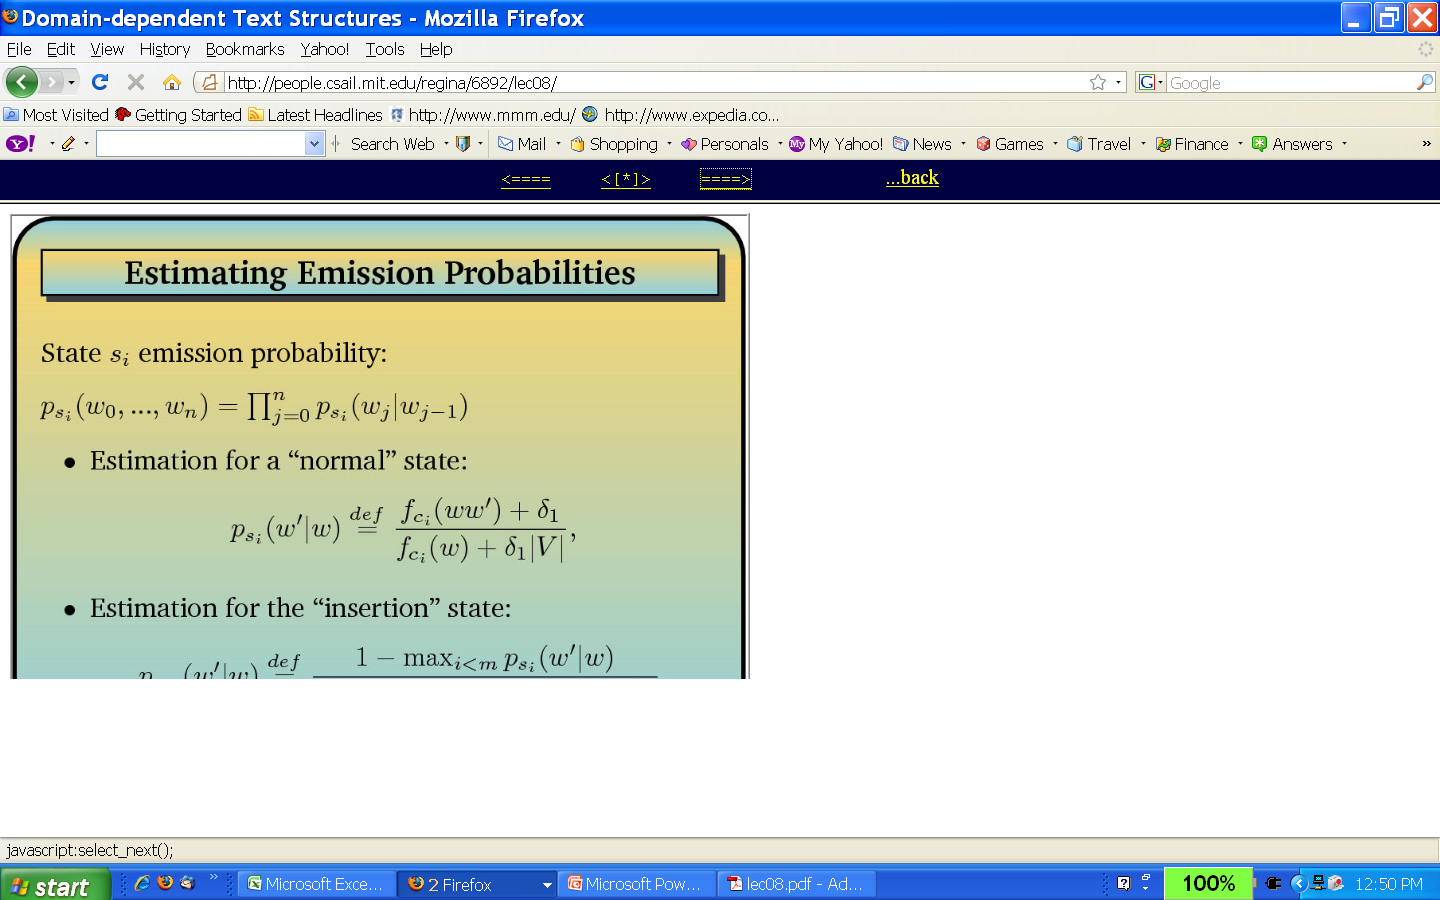 Domain-dependent Text Structures - Mozilla Firefox
File Edit View History Bookmarks Yahoo! Tools Help
http://people.csail.mit.edu/regina/6892/lec08/ G Google
Most Visited Getting Started Latest Headlines http://www.mmm.edu/ http://www.expedia.co...
Y! Search Web Mail Shopping Personals My My Yahoo! News Games Travel Finance Answers »
<==== <[*]> ====> ...back
Estimating Emission Probabilities
State s_i emission probability:
p_{s_i}(w_0, ..., w_n) = ∏_{j=0}^{n} p_{s_i}(w_j|w_{j−1})
• Estimation for a “normal” state:
p_{s_i}(w′|w) \stackrel{def}{=} \frac{f_{c_i}(ww′) + δ_1}{f_{c_i}(w) + δ_1|V|},
• Estimation for the “insertion” state:
(w′|w) \stackrel{def}{=} 1 − max_{i<m} p_{s_i}(w′|w)
javascript:select_next();
start » Microsoft Exce... 2 Firefox Microsoft Pow... lec08.pdf - Ad... 100% 12:50 PM